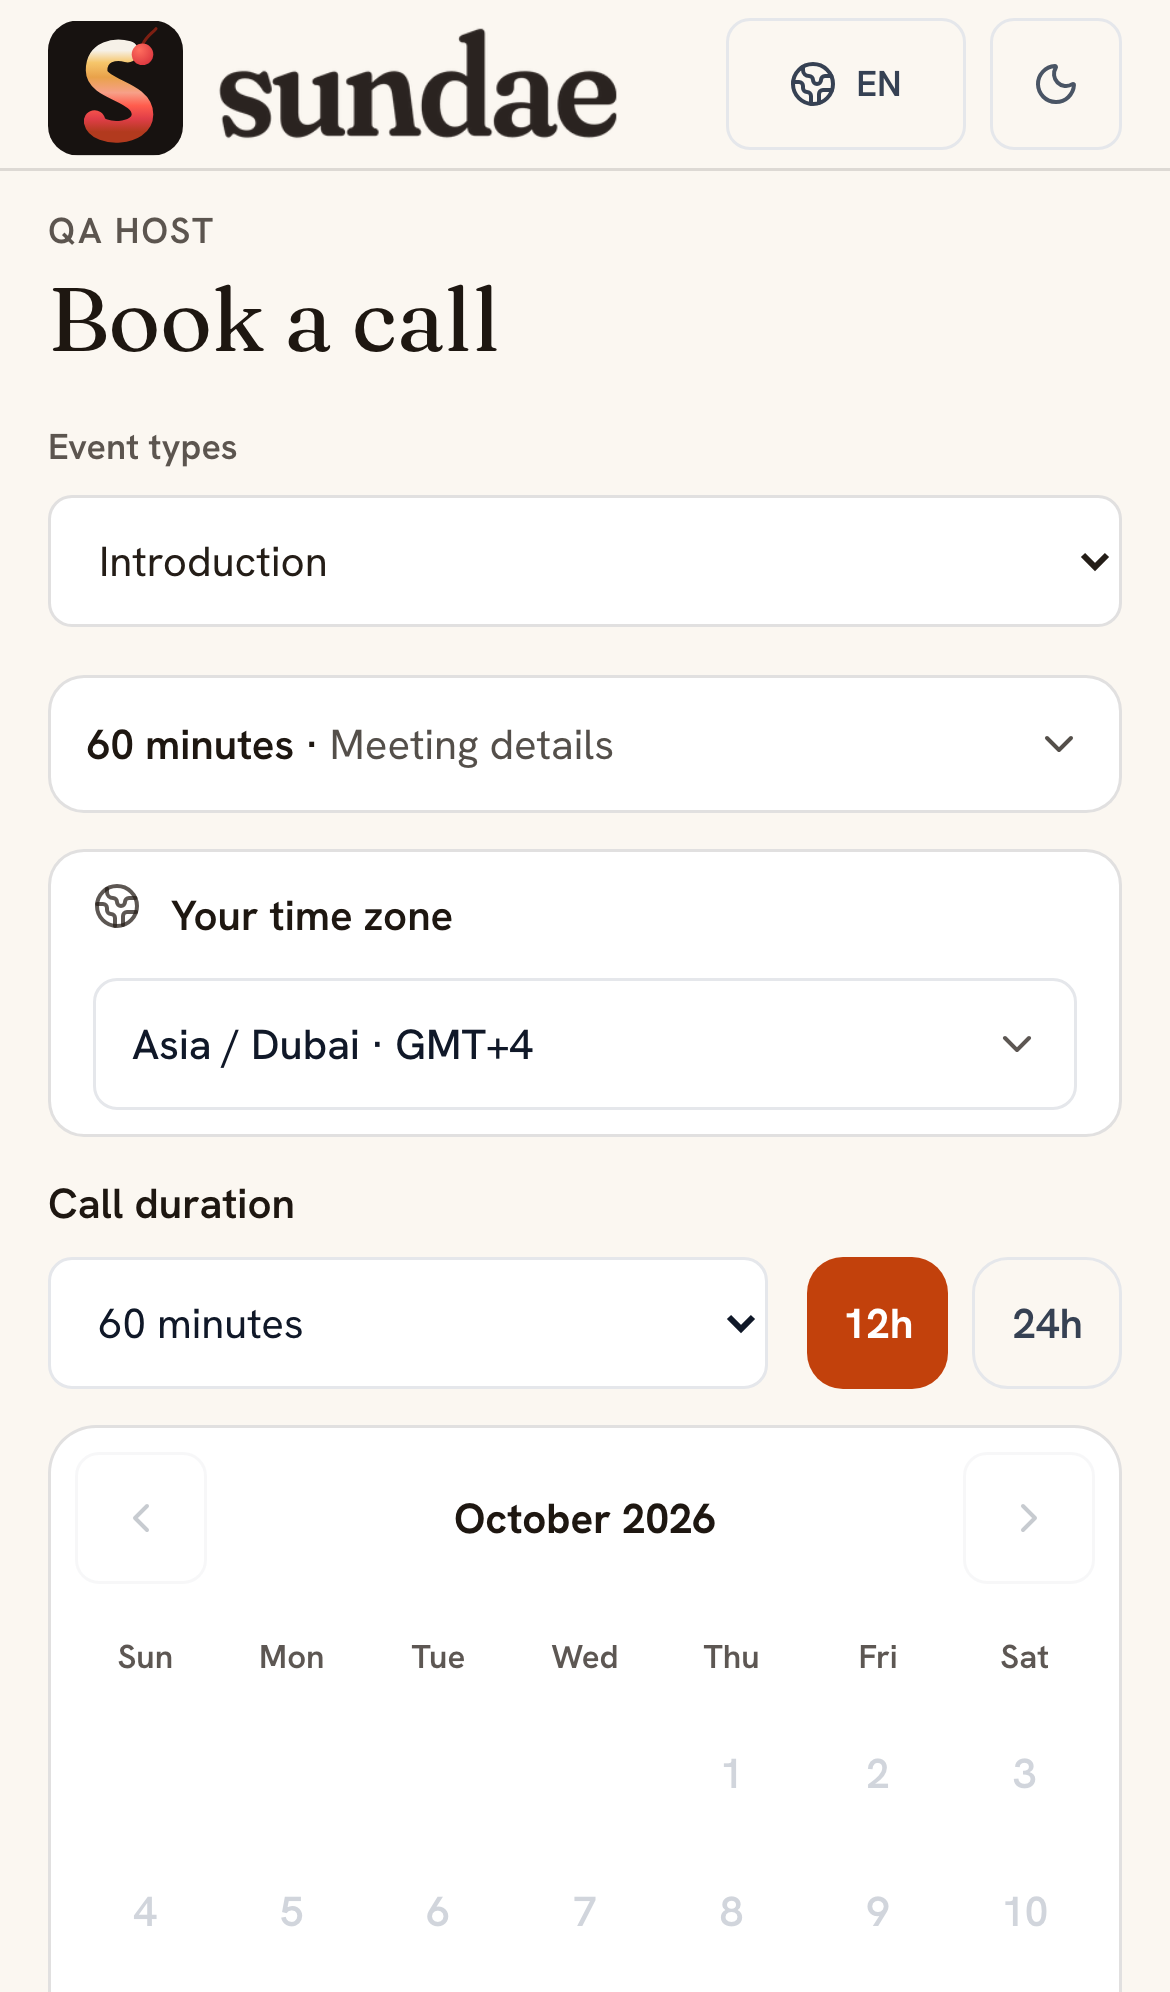 sundae
EN
QA HOST
Book a call
Event types
Introduction
60 minutes · Meeting details
Your time zone
Asia / Dubai · GMT+4
Call duration
60 minutes
12h
24h
October 2026
Sun Mon Tue Wed Thu Fri Sat
1 2 3
4 5 6 7 8 9 10